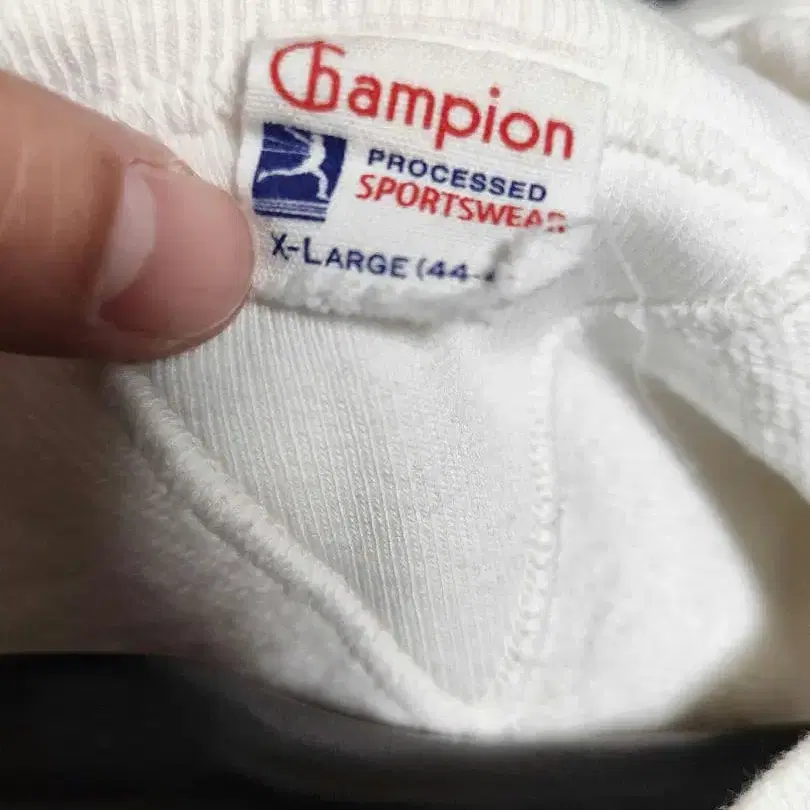 Champion
PROCESSED
SPORTSWEAR
X-LARGE (44-